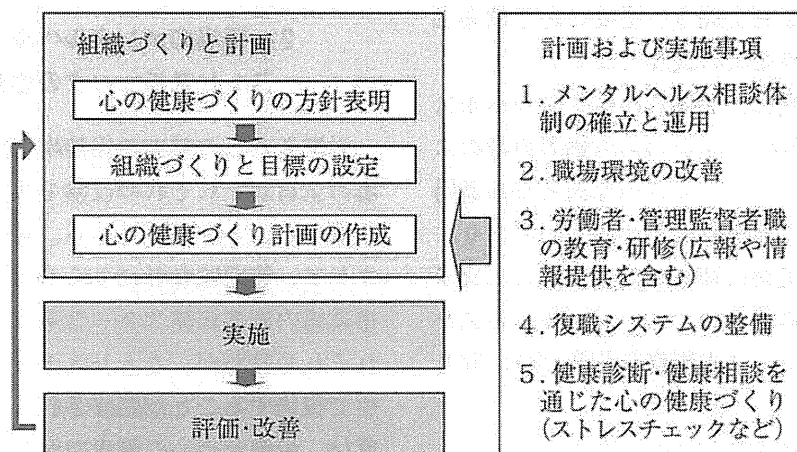 組織づくりと計画
心の健康づくりの方針表明
組織づくりと目標の設定
心の健康づくり計画の作成
実施
評価・改善
計画および実施事項
1.メンタルヘルス相談体
制の確立と運用
2.職場環境の改善
3.労働者・管理監督者職
の教育・研修(広報や情
報提供を含む)
4.復職システムの整備
5.健康診断・健康相談を
通じた心の健康づくり
(ストレスチェックなど)